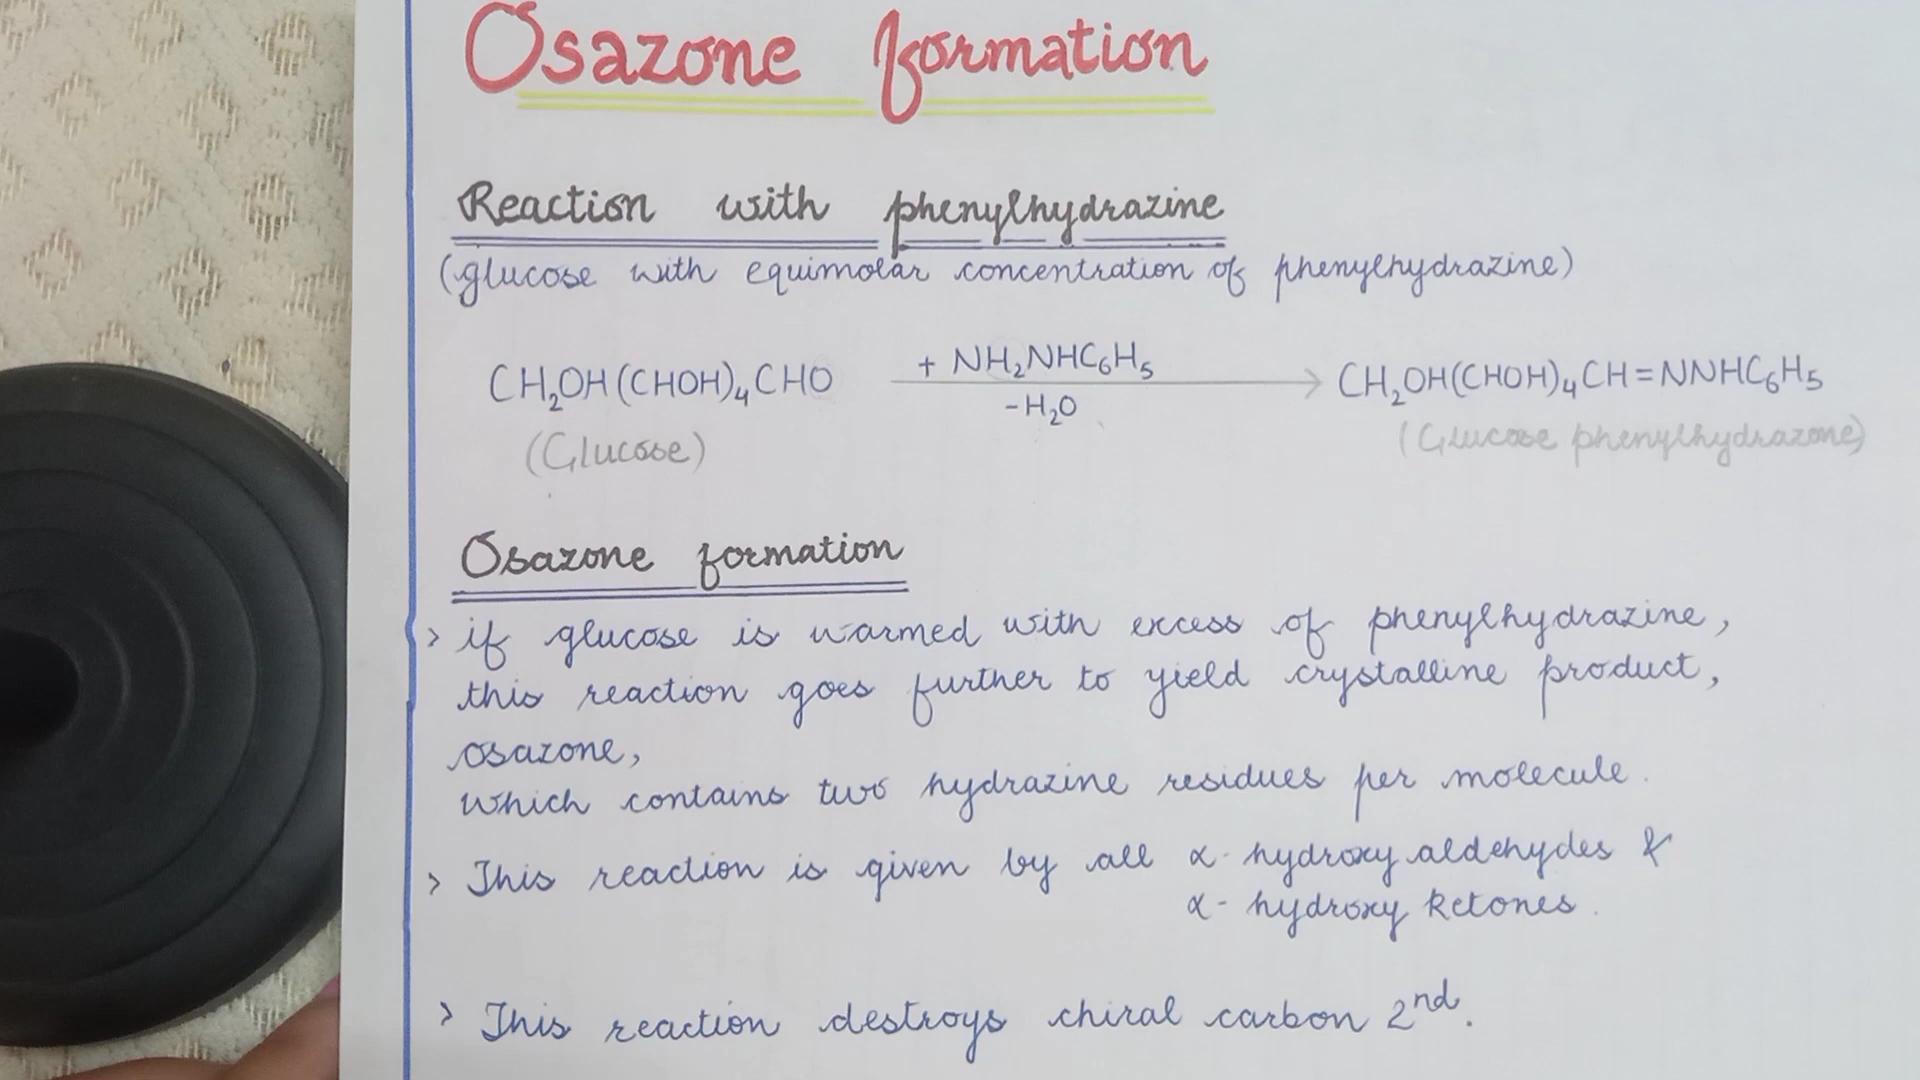 Osazone formation
Reaction with phenylhydrazine
(glucose with equimolar concentration of phenylhydrazine)
CH₂OH(CHOH)₄CHO + NH₂NHC₆H₅ → CH₂OH(CHOH)₄CH=NNHC₆H₅
-H₂O
(Glucose) (Glucose phenylhydrazone)
Osazone formation
> if glucose is warmed with excess of phenylhydrazine,
this reaction goes further to yield crystalline product,
osazone,
which contains two hydrazine residues per molecule.
> This reaction is given by all α-hydroxy aldehydes &
α-hydroxy ketones.
> This reaction destroys chiral carbon 2nd.